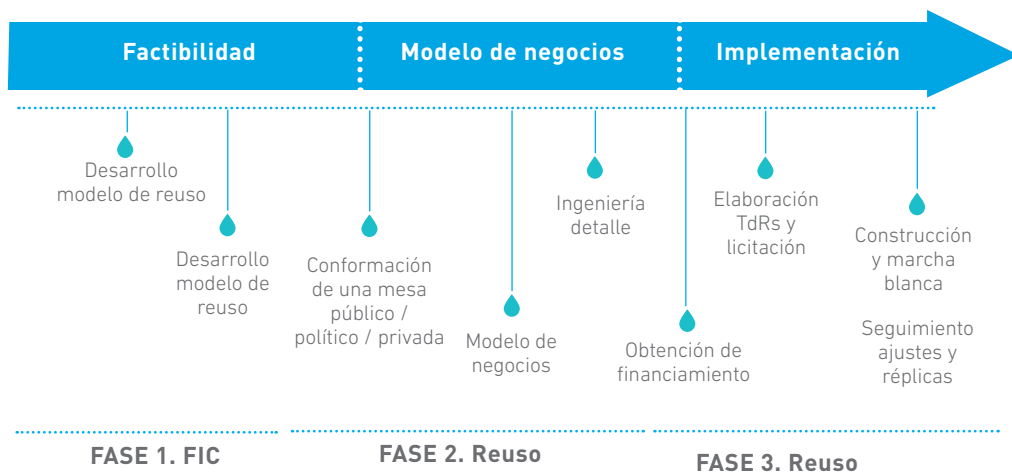 Factibilidad
Modelo de negocios
Implementación
Desarrollo
modelo de reuso
Desarrollo
modelo de
reuso
Conformación
de una mesa
público /
político / privada
Modelo de
negocios
Ingeniería
detalle
Obtención de
financiamiento
Elaboración
TdRs y
licitación
Construcción
y marcha
blanca
Seguimiento
ajustes y
réplicas
FASE 1. FIC
FASE 2. Reuso
FASE 3. Reuso